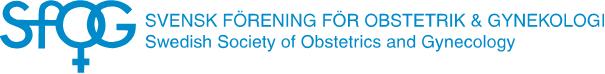 SFOG SVENSK FÖRENING FÖR OBSTETRIK & GYNEKOLOGI
Swedish Society of Obstetrics and Gynecology